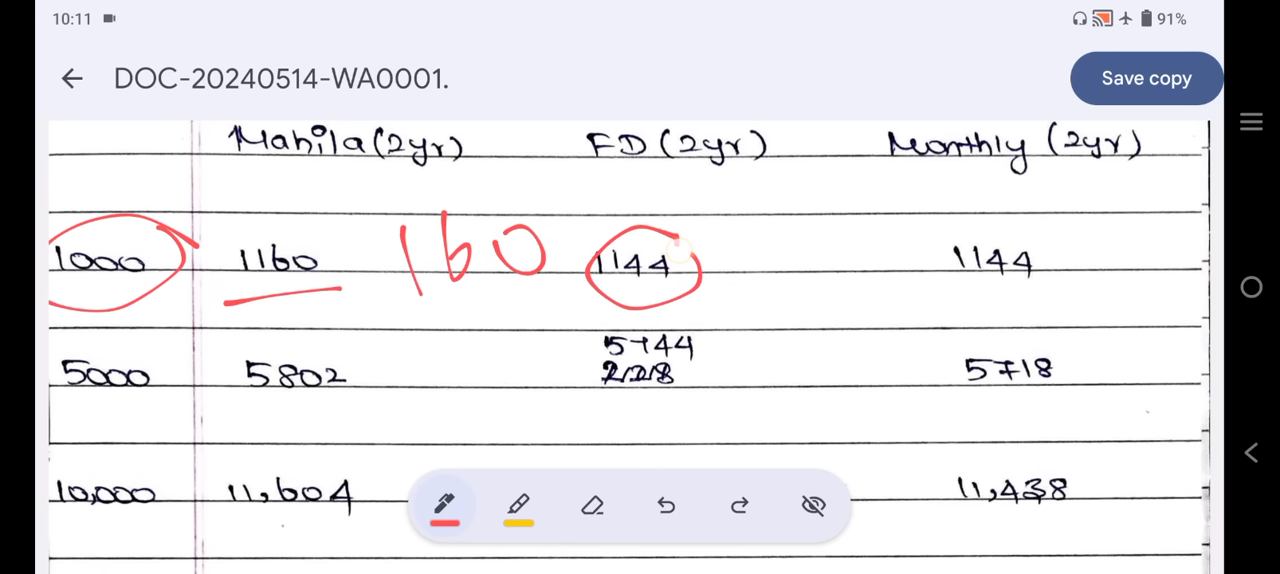 10:11 91%
DOC-20240514-WA0001. Save copy
Mahila (2yr) FD (2yr) Monthly (2yr)
1000 1160 160 1144 1144
5744
5000 5802 5718
10,000 11,604 11,438